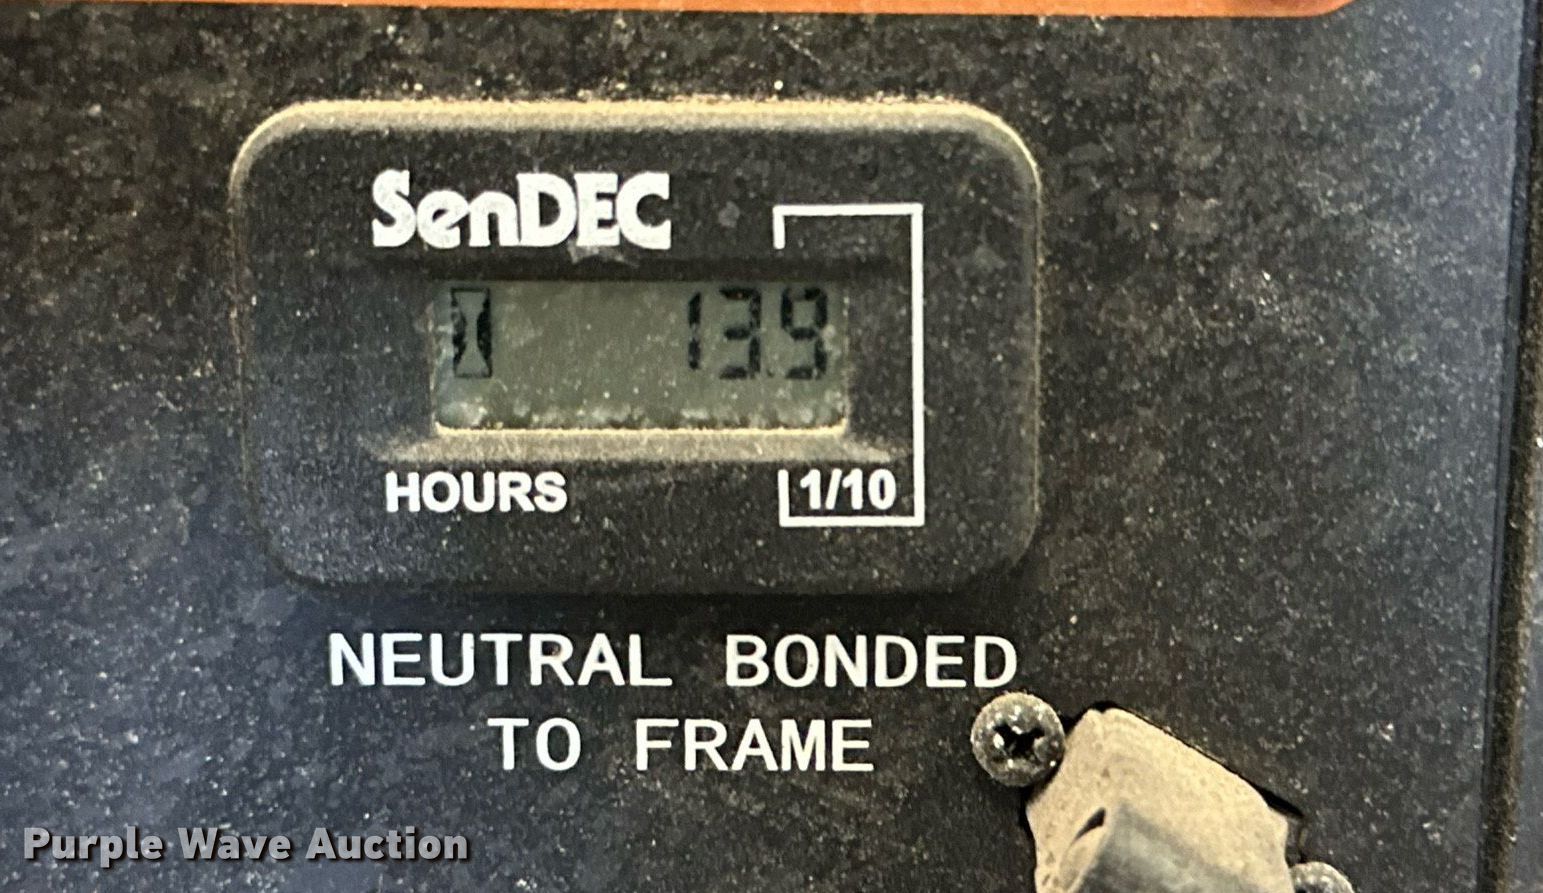 SenDEC
13.9
HOURS
1/10
NEUTRAL BONDED
TO FRAME
Purple Wave Auction